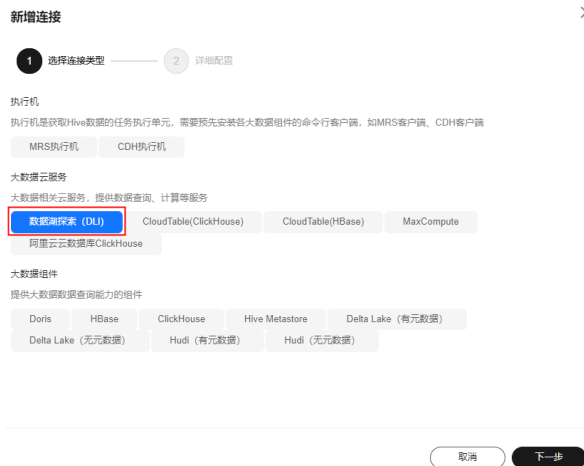 新增连接
1 选择连接类型 2 详细配置
执行机
执行机是获取Hive数据的任务执行单元，需要预先安装各大数据组件的命令行客户端，如MRS客户端、CDH客户端
MRS执行机 CDH执行机
大数据云服务
大数据相关云服务，提供数据查询、计算等服务
数据湖探索（DLI） CloudTable(ClickHouse) CloudTable(HBase) MaxCompute
阿里云云数据库ClickHouse
大数据组件
提供大数据数据查询能力的组件
Doris HBase ClickHouse Hive Metastore Delta Lake（有元数据）
Delta Lake（无元数据） Hudi（有元数据） Hudi（无元数据）
取消 下一步